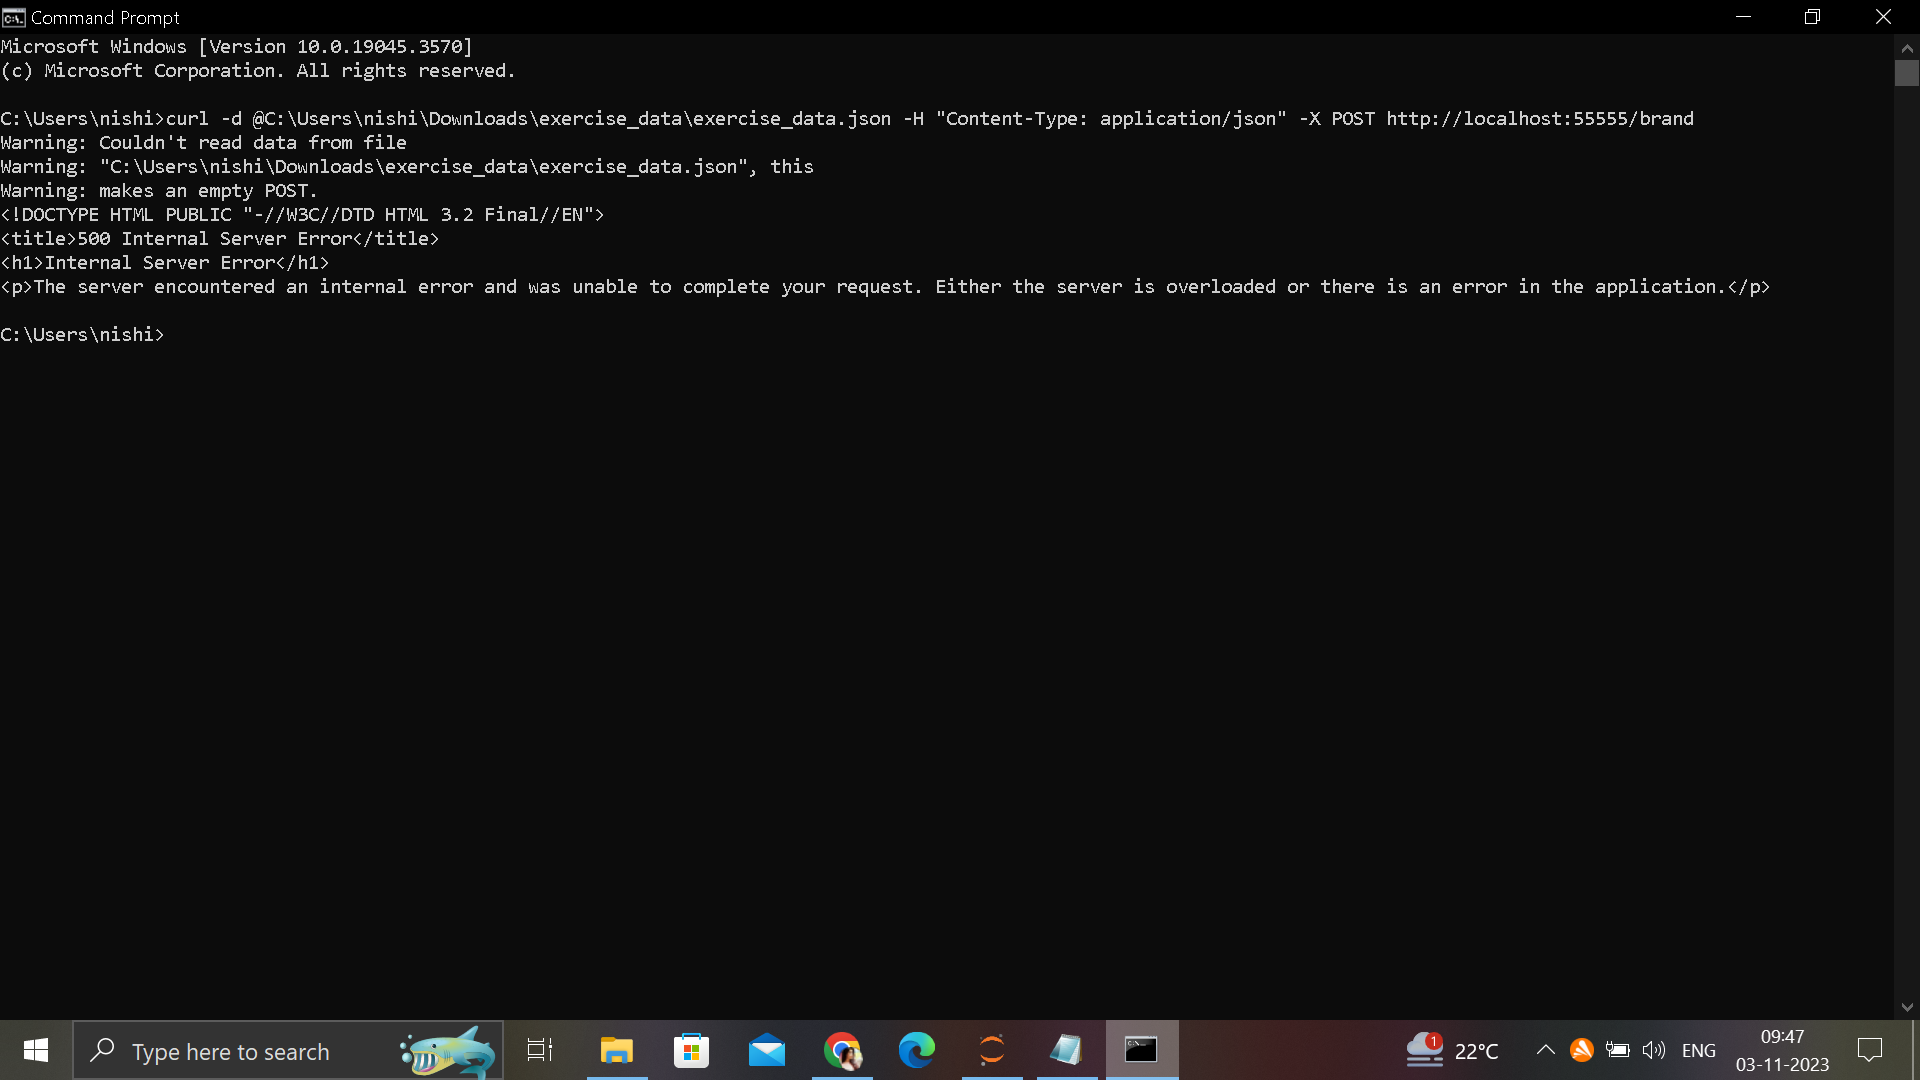 Command Prompt
Microsoft Windows [Version 10.0.19045.3570]
(c) Microsoft Corporation. All rights reserved.
C:\Users\nishi>curl -d @C:\Users\nishi\Downloads\exercise_data\exercise_data.json -H "Content-Type: application/json" -X POST http://localhost:55555/brand
Warning: Couldn't read data from file
Warning: "C:\Users\nishi\Downloads\exercise_data\exercise_data.json", this
Warning: makes an empty POST.
<!DOCTYPE HTML PUBLIC "-//W3C//DTD HTML 3.2 Final//EN">
<title>500 Internal Server Error</title>
<h1>Internal Server Error</h1>
<p>The server encountered an internal error and was unable to complete your request. Either the server is overloaded or there is an error in the application.</p>
C:\Users\nishi>
Type here to search
1
22°C
ENG
09:47
03-11-2023